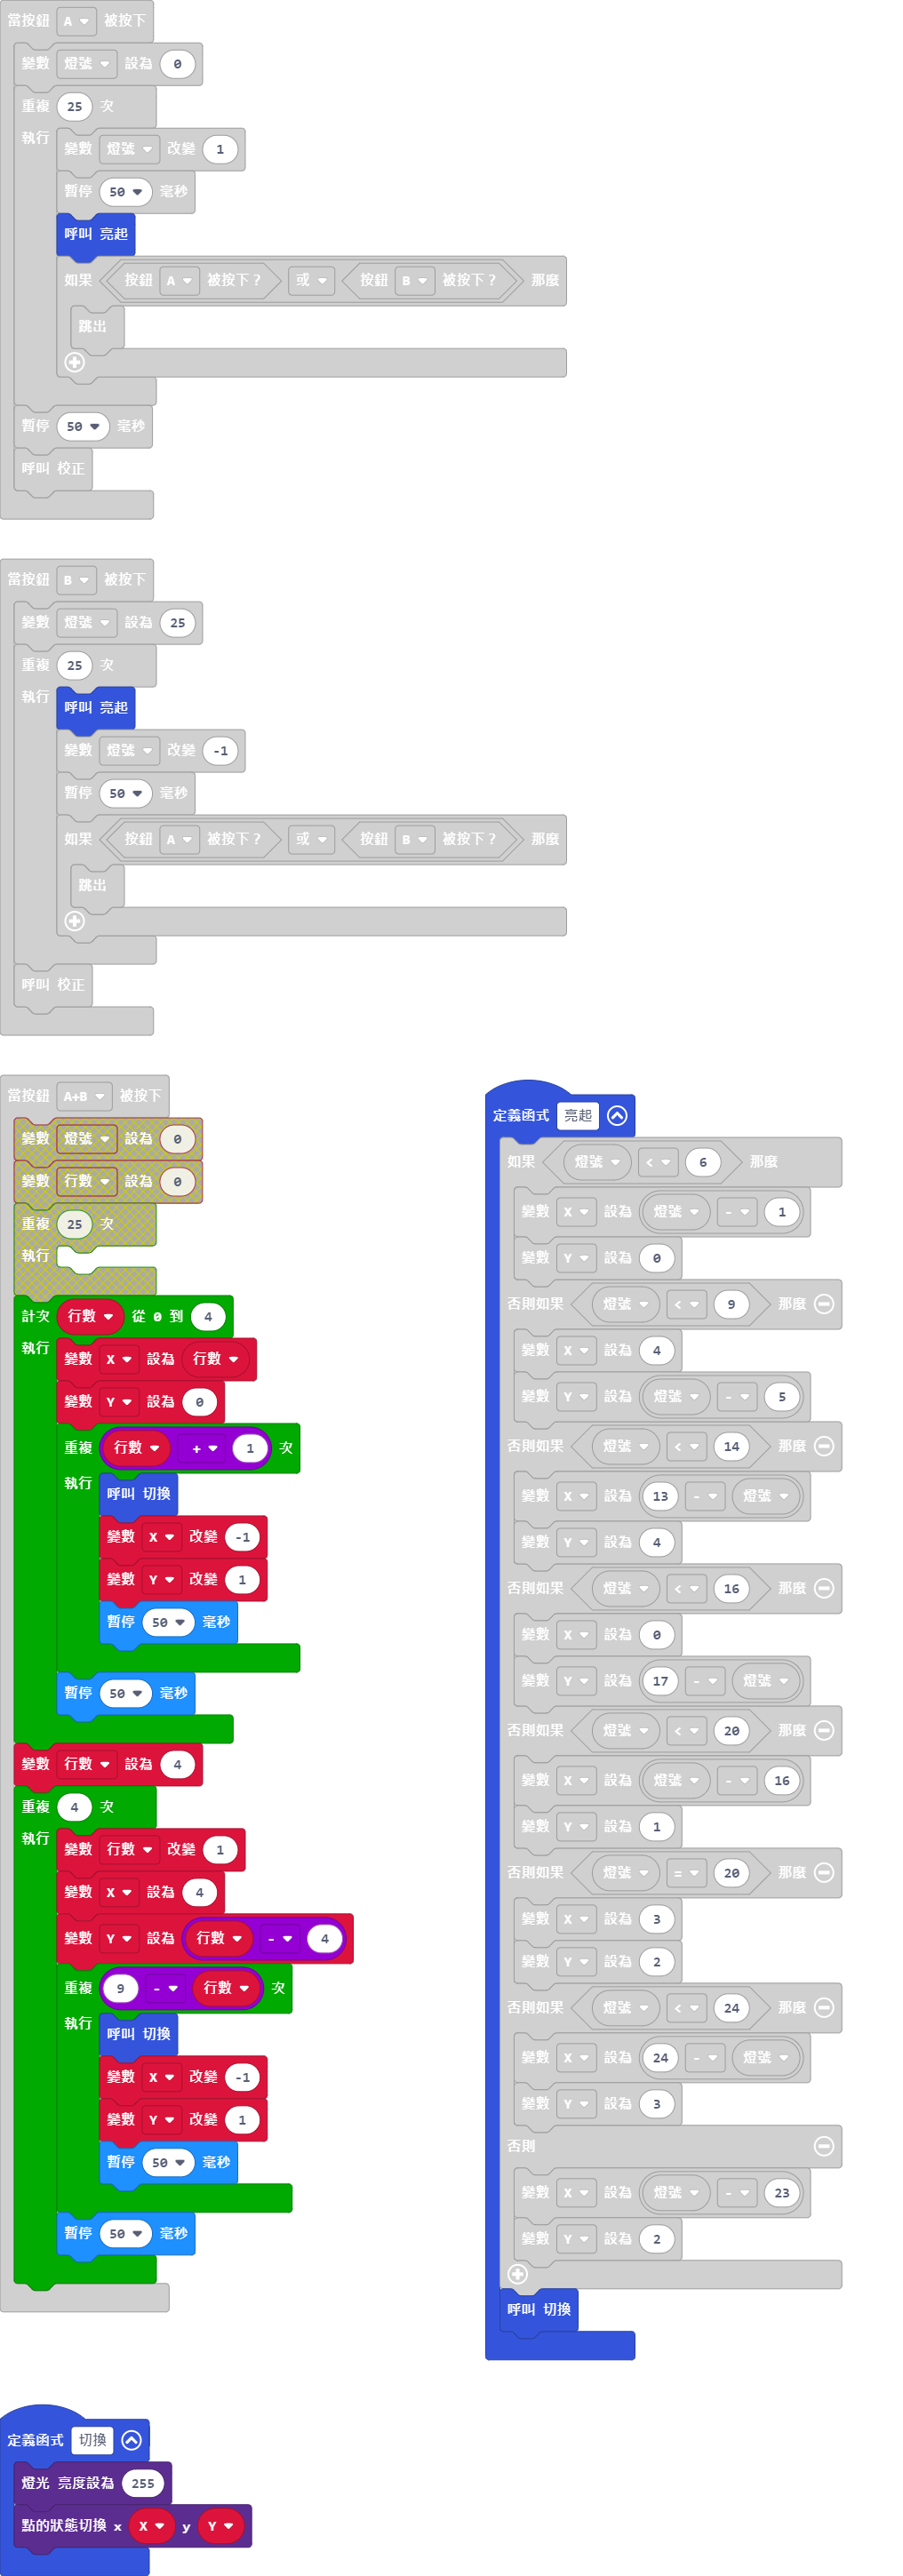 當按鈕 A 被按下
變數 燈號 設為 0
重複 25 次
執行
變數 燈號 改變 1
暫停 50 毫秒
呼叫 亮起
如果 按鈕 A 被按下？ 或 按鈕 B 被按下？ 那麼
跳出
暫停 50 毫秒
呼叫 校正
當按鈕 B 被按下
變數 燈號 設為 25
重複 25 次
執行
呼叫 亮起
變數 燈號 改變 -1
暫停 50 毫秒
如果 按鈕 A 被按下？ 或 按鈕 B 被按下？ 那麼
跳出
呼叫 校正
當按鈕 A+B 被按下
變數 燈號 設為 0
變數 行數 設為 0
重複 25 次
執行
計次 行數 從 0 到 4
執行
變數 X 設為 行數
變數 Y 設為 0
重複 行數 + 1 次
執行
呼叫 切換
變數 X 改變 -1
變數 Y 改變 1
暫停 50 毫秒
暫停 50 毫秒
變數 行數 設為 4
重複 4 次
執行
變數 行數 改變 1
變數 X 設為 4
變數 Y 設為 行數 - 4
重複 9 - 行數 次
執行
呼叫 切換
變數 X 改變 -1
變數 Y 改變 1
暫停 50 毫秒
暫停 50 毫秒
定義函式 亮起
如果 燈號 < 6 那麼
變數 X 設為 燈號 - 1
變數 Y 設為 0
否則如果 燈號 < 9 那麼
變數 X 設為 4
變數 Y 設為 燈號 - 5
否則如果 燈號 < 14 那麼
變數 X 設為 13 - 燈號
變數 Y 設為 4
否則如果 燈號 < 16 那麼
變數 X 設為 0
變數 Y 設為 17 - 燈號
否則如果 燈號 < 20 那麼
變數 X 設為 燈號 - 16
變數 Y 設為 1
否則如果 燈號 = 20 那麼
變數 X 設為 3
變數 Y 設為 2
否則如果 燈號 < 24 那麼
變數 X 設為 24 - 燈號
變數 Y 設為 3
否則
變數 X 設為 燈號 - 23
變數 Y 設為 2
呼叫 切換
定義函式 切換
燈光 亮度設為 255
點的狀態切換 x X y Y